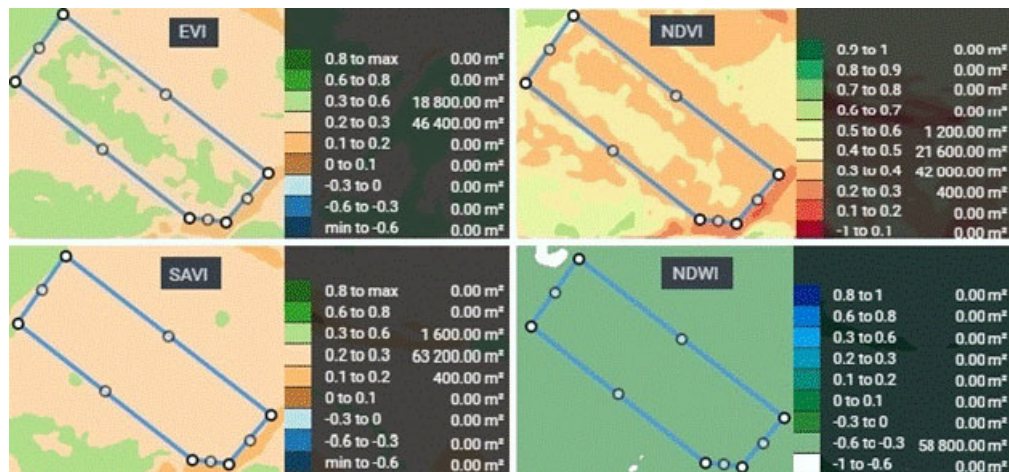 EVI
0.8 to max 0.00 m²
0.6 to 0.8 0.00 m²
0.3 to 0.6 18 800.00 m²
0.2 to 0.3 46 400.00 m²
0.1 to 0.2 0.00 m²
0 to 0.1 0.00 m²
-0.3 to 0 0.00 m²
-0.6 to -0.3 0.00 m²
min to -0.6 0.00 m²
NDVI
0.9 to 1 0.00 m²
0.8 to 0.9 0.00 m²
0.7 to 0.8 0.00 m²
0.6 to 0.7 0.00 m²
0.5 to 0.6 1 200.00 m²
0.4 to 0.5 21 600.00 m²
0.3 to 0.4 42 000.00 m²
0.2 to 0.3 400.00 m²
0.1 to 0.2 0.00 m²
-1 to 0.1 0.00 m²
SAVI
0.8 to max 0.00 m²
0.6 to 0.8 0.00 m²
0.3 to 0.6 1 600.00 m²
0.2 to 0.3 63 200.00 m²
0.1 to 0.2 400.00 m²
0 to 0.1 0.00 m²
-0.3 to 0 0.00 m²
-0.6 to -0.3 0.00 m²
min to -0.6 0.00 m²
NDWI
0.8 to 1 0.00 m²
0.6 to 0.8 0.00 m²
0.3 to 0.6 0.00 m²
0.2 to 0.3 0.00 m²
0.1 to 0.2 0.00 m²
0 to 0.1 0.00 m²
-0.3 to 0 0.00 m²
-0.6 to -0.3 58 800.00 m²
-1 to -0.6 0.00 m²